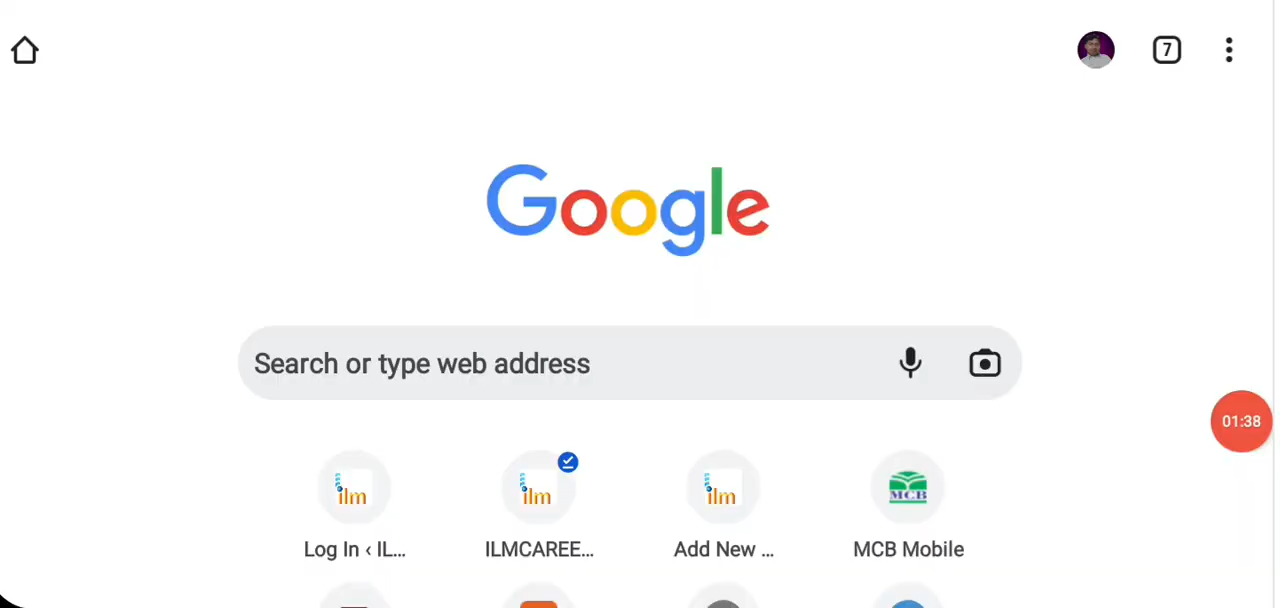 7
Google
Search or type web address
01:38
ilm
ilm
ilm
MCB
Log In ‹ IL...
ILMCAREE...
Add New ...
MCB Mobile